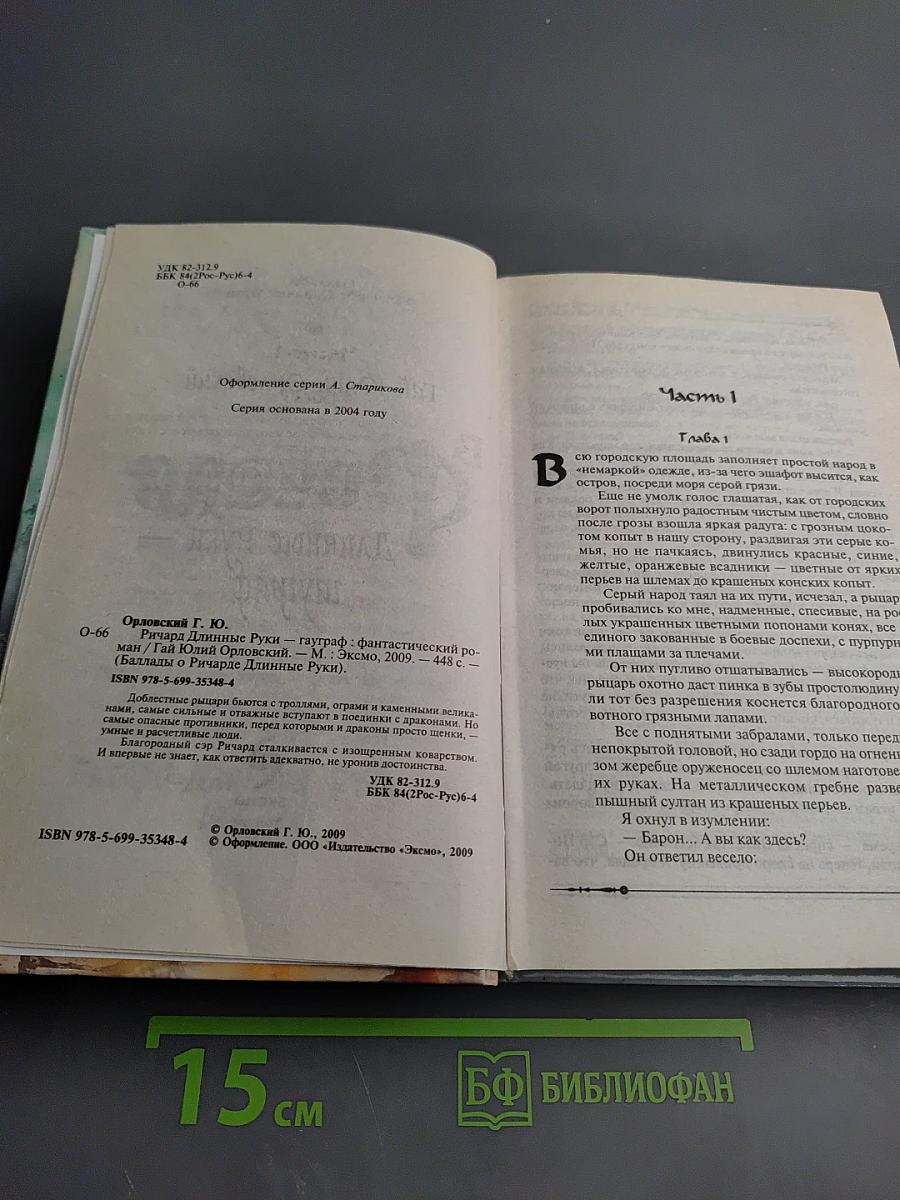 УДК 82-312.9
ББК 84(2Рос-Рус)6-4
О-66
Оформление серии А. Старикова
Серия основана в 2004 году
Орловский Г. Ю.
О-66 Ричард Длинные Руки — гауграф : фантастический ро-
ман / Гай Юлий Орловский. — М. : Эксмо, 2009. — 448 с. —
(Баллады о Ричарде Длинные Руки).
ISBN 978-5-699-35348-4
Доблестные рыцари бьются с троллями, ограми и каменными велика-
нами, самые сильные и отважные вступают в поединки с драконами. Но
самые опасные противники, перед которыми и драконы просто щенки, —
умные и расчетливые люди.
Благородный сэр Ричард сталкивается с изощренным коварством.
И впервые не знает, как ответить адекватно, не уронив достоинства.
УДК 82-312.9
ББК 84(2Рос-Рус)6-4
© Орловский Г. Ю., 2009
ISBN 978-5-699-35348-4 © Оформление. ООО «Издательство «Эксмо», 2009
Часть 1
Глава 1
Всю городскую площадь заполняет простой народ в
«немаркой» одежде, из-за чего эшафот высится, как
остров, посреди моря серой грязи.
Еще не умолк голос глашатая, как от городских
ворот полыхнуло радостным чистым цветом, словно
после грозы взошла яркая радуга: с грозным цоко-
том копыт в нашу сторону, раздвигая эти серые ко-
мья, но не пачкаясь, двинулись красные, синие,
желтые, оранжевые всадники — цветные от ярких
перьев на шлемах до крашеных конских копыт.
Серый народ таял на их пути, исчезал, а рыцар
пробивались ко мне, надменные, спесивые, на рос
лых украшенных цветными попонами конях, все
единого закованные в боевые доспехи, с пурпурн
ми плащами за плечами.
От них пугливо отшатывались — высокородн
рыцарь охотно даст пинка в зубы простолюдину
ли тот без разрешения коснется благородного
вотного грязными лапами.
Все с поднятыми забралами, только перед
непокрытой головой, но сзади гордо на огнен
зом жеребце оруженосец со шлемом наготове
их руках. На металлическом гребне разве
пышный султан из крашеных перьев.
Я охнул в изумлении:
— Барон... А вы как здесь?
Он ответил весело:
15 см
БФ БИБЛИОФАН